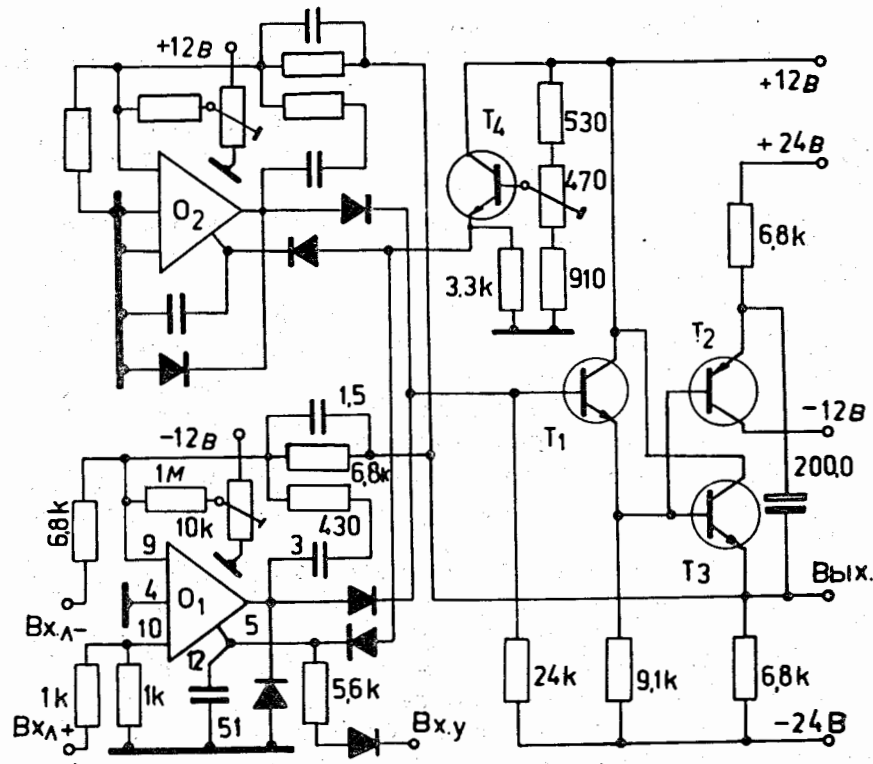 +12В
+12В
T4
530
+24В
O2
470
6,8k
3.3k
910
T2
1,5
-12В
-12В
T1
1м
6,8k
200,0
6,8k
10k
430
9
3
T3
4
O1
Вых.
Вх.л-
10
5
12
24k
9,1k
6,8k
1k
1k
5,6k
Вхл+
51
Вх.у
-24В